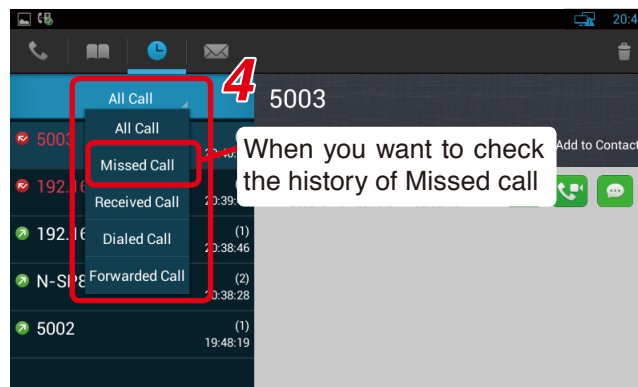 20:4
All Call
4
5003
All Call
5003
Missed Call
When you want to check
the history of Missed call
Add to Contact
192.16
Received Call
20:39:
192.16
Dialed Call
(1)
20:38:46
N-SP8
Forwarded Call
(2)
20:38:28
5002
(1)
19:48:19